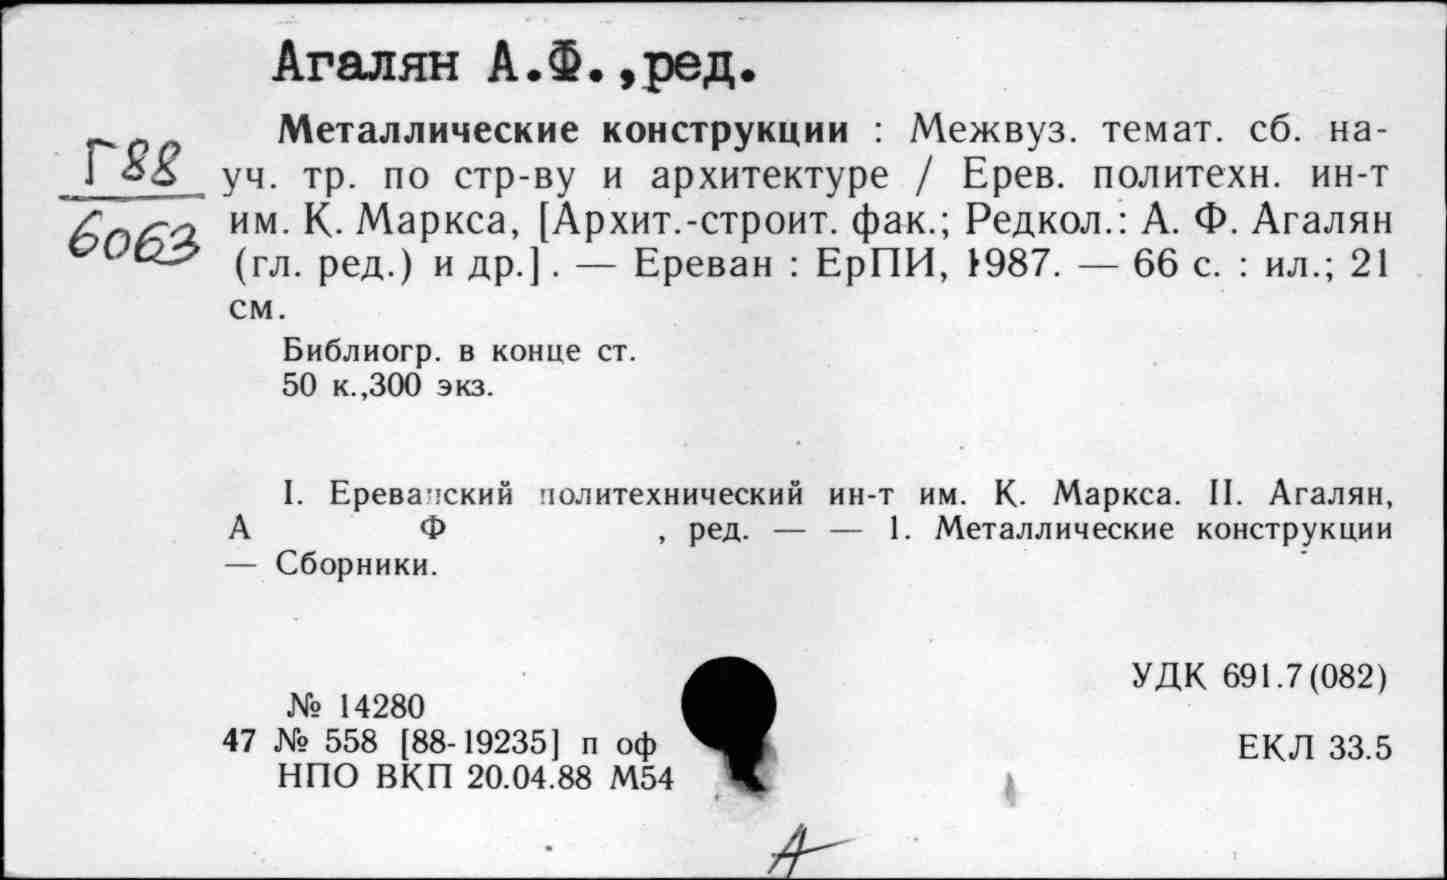 Агалян А.Ф.,ред.
Г88
6063
Металлические конструкции : Межвуз. темат. сб. на-
уч. тр. по стр-ву и архитектуре / Ерев. политехн. ин-т
им. К. Маркса, [Архит.-строит. фак.; Редкол.: А. Ф. Агалян
(гл. ред.) и др.]. — Ереван : ЕрПИ, 1987. — 66 с. : ил.; 21
см.
Библиогр. в конце ст.
50 к.,300 экз.
I. Ереванский политехнический ин-т им. К. Маркса. II. Агалян,
А Ф , ред. — — 1. Металлические конструкции
— Сборники.
УДК 691.7(082)
№ 14280
47 № 558 [88-19235] п оф
ЕКЛ 33.5
НПО ВКП 20.04.88 М54
А